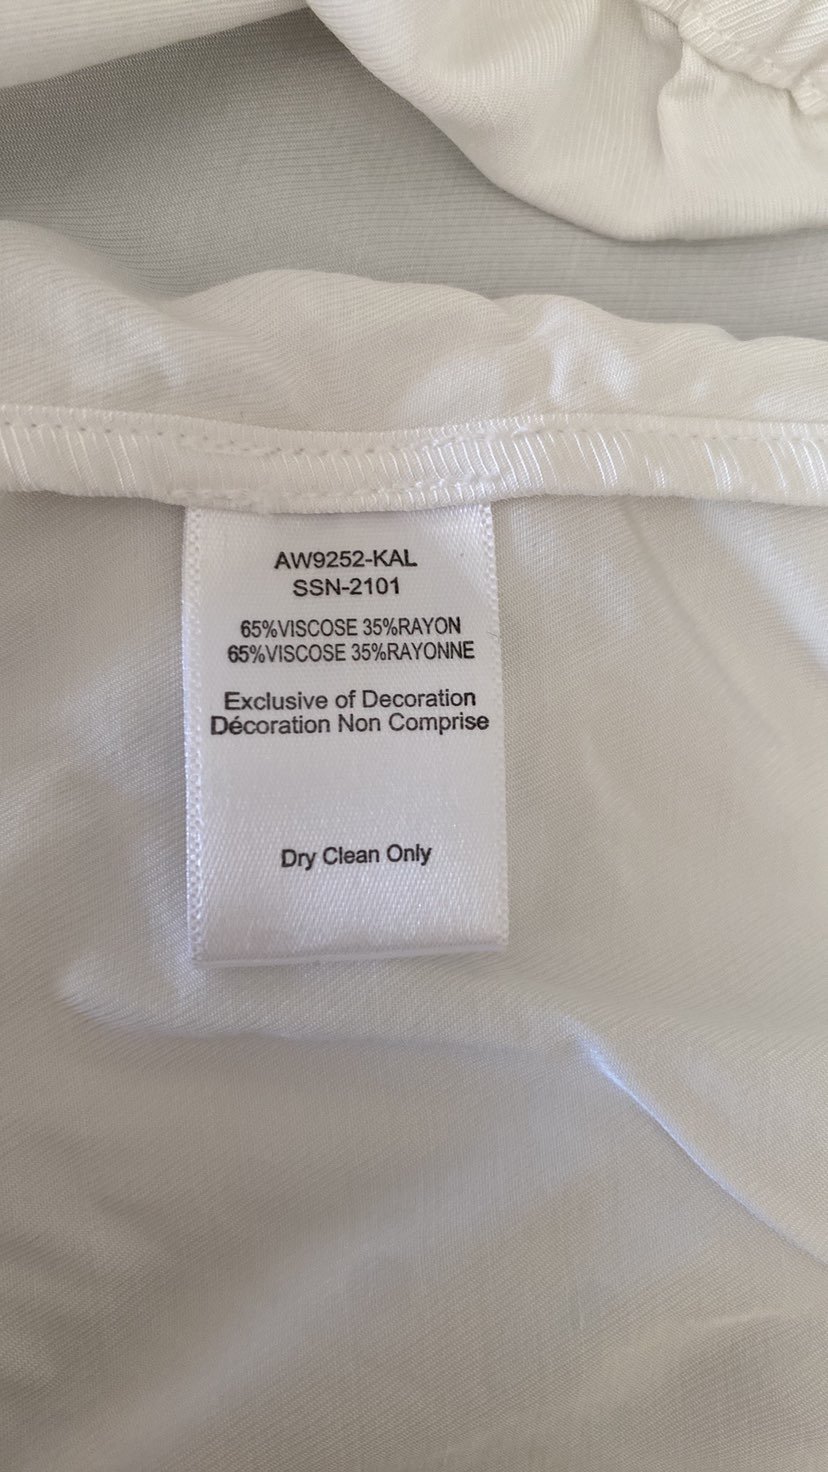 AW9252-KAL
SSN-2101
65%VISCOSE 35%RAYON
65%VISCOSE 35%RAYONNE
Exclusive of Decoration
Décoration Non Comprise
Dry Clean Only